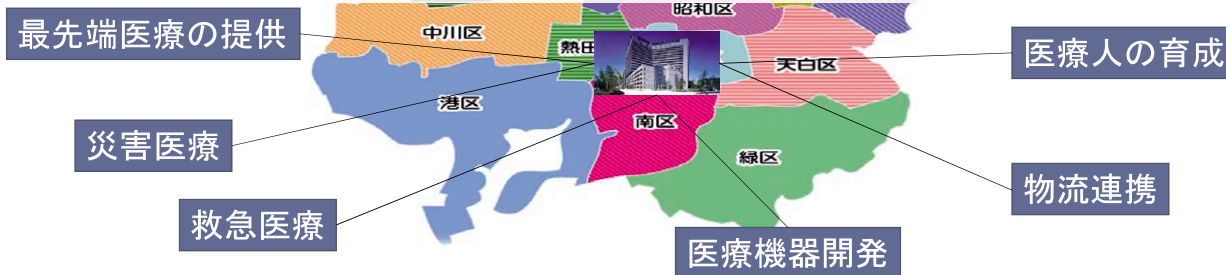 昭和区
最先端医療の提供
中川区
熱田
天白区
医療人の育成
港区
南区
災害医療
緑区
物流連携
救急医療
医療機器開発